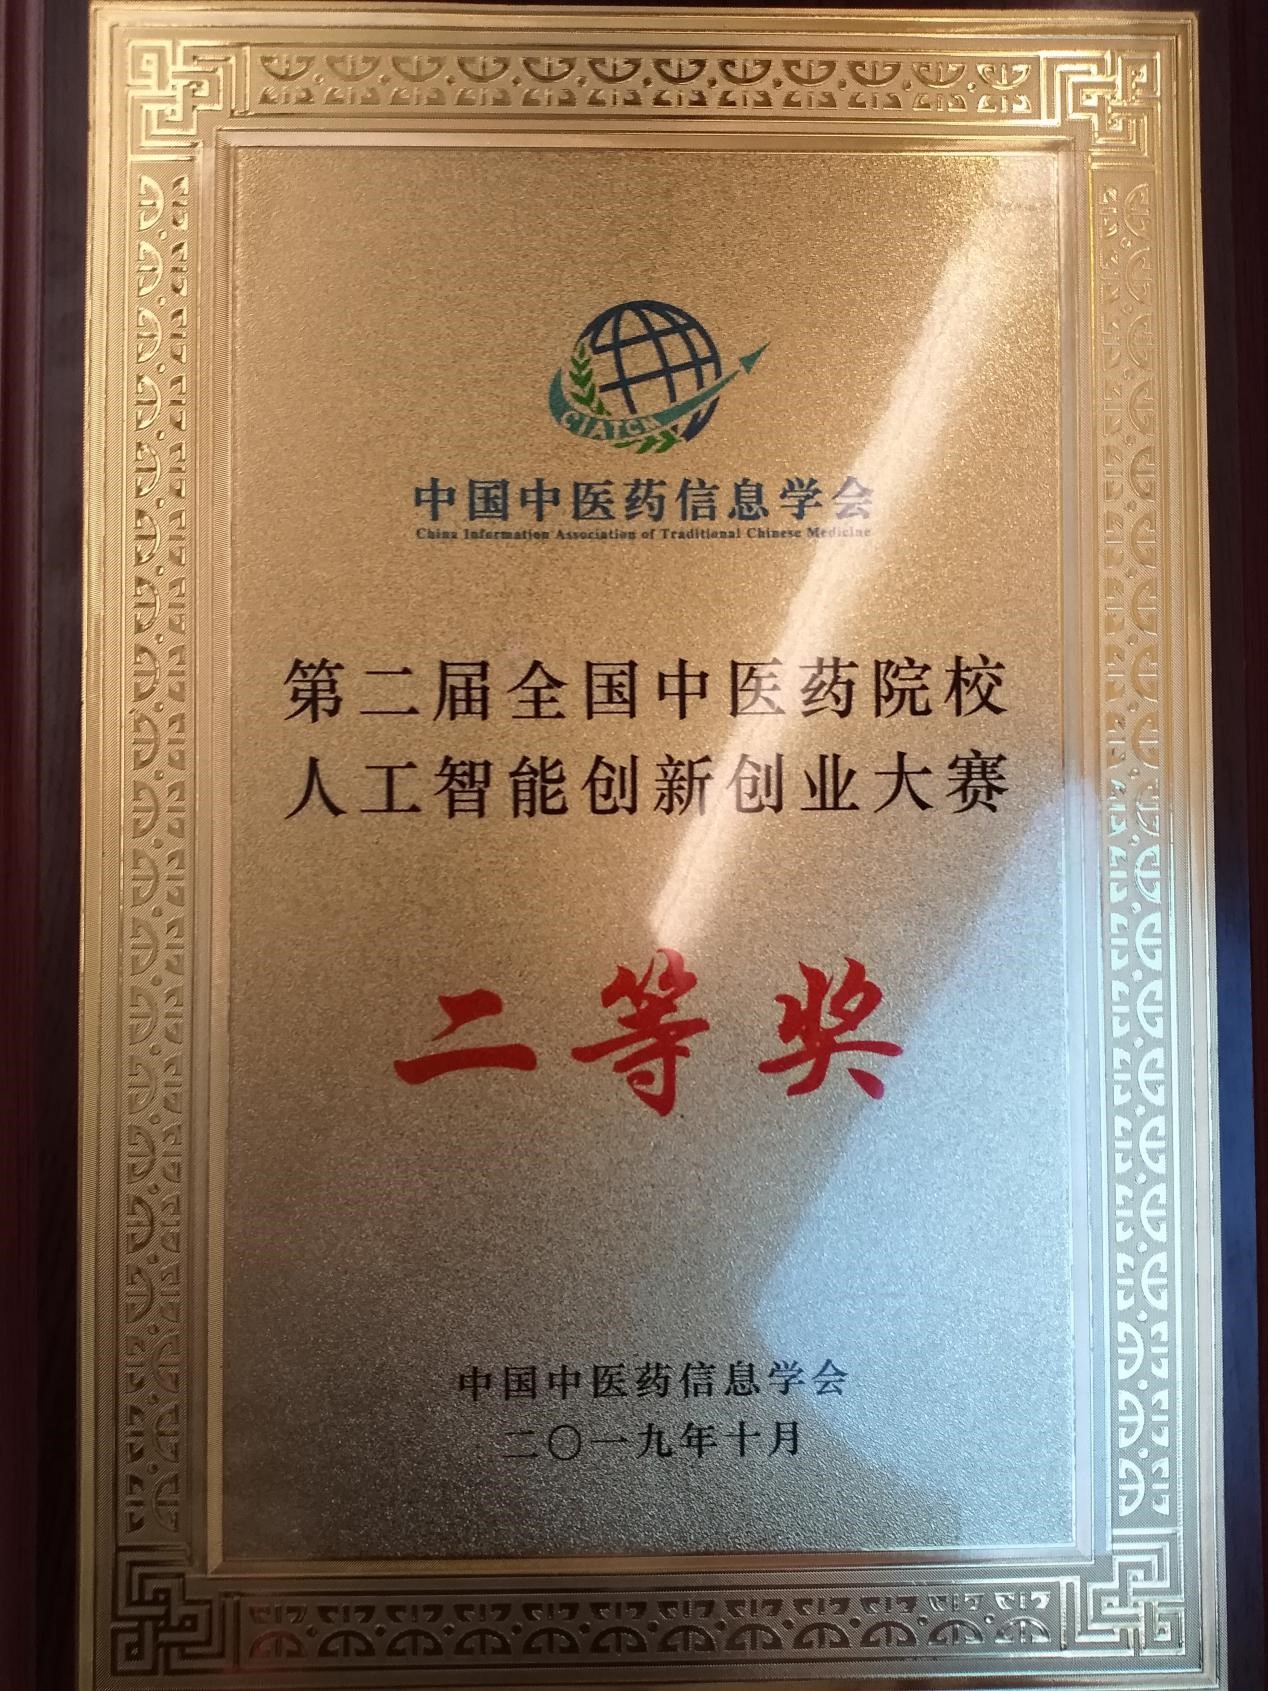 CIATCM
中国中医药信息学会
China Information Association of Traditional Chinese Medicine
第二届全国中医药院校
人工智能创新创业大赛
二等奖
中国中医药信息学会
二〇一九年十月